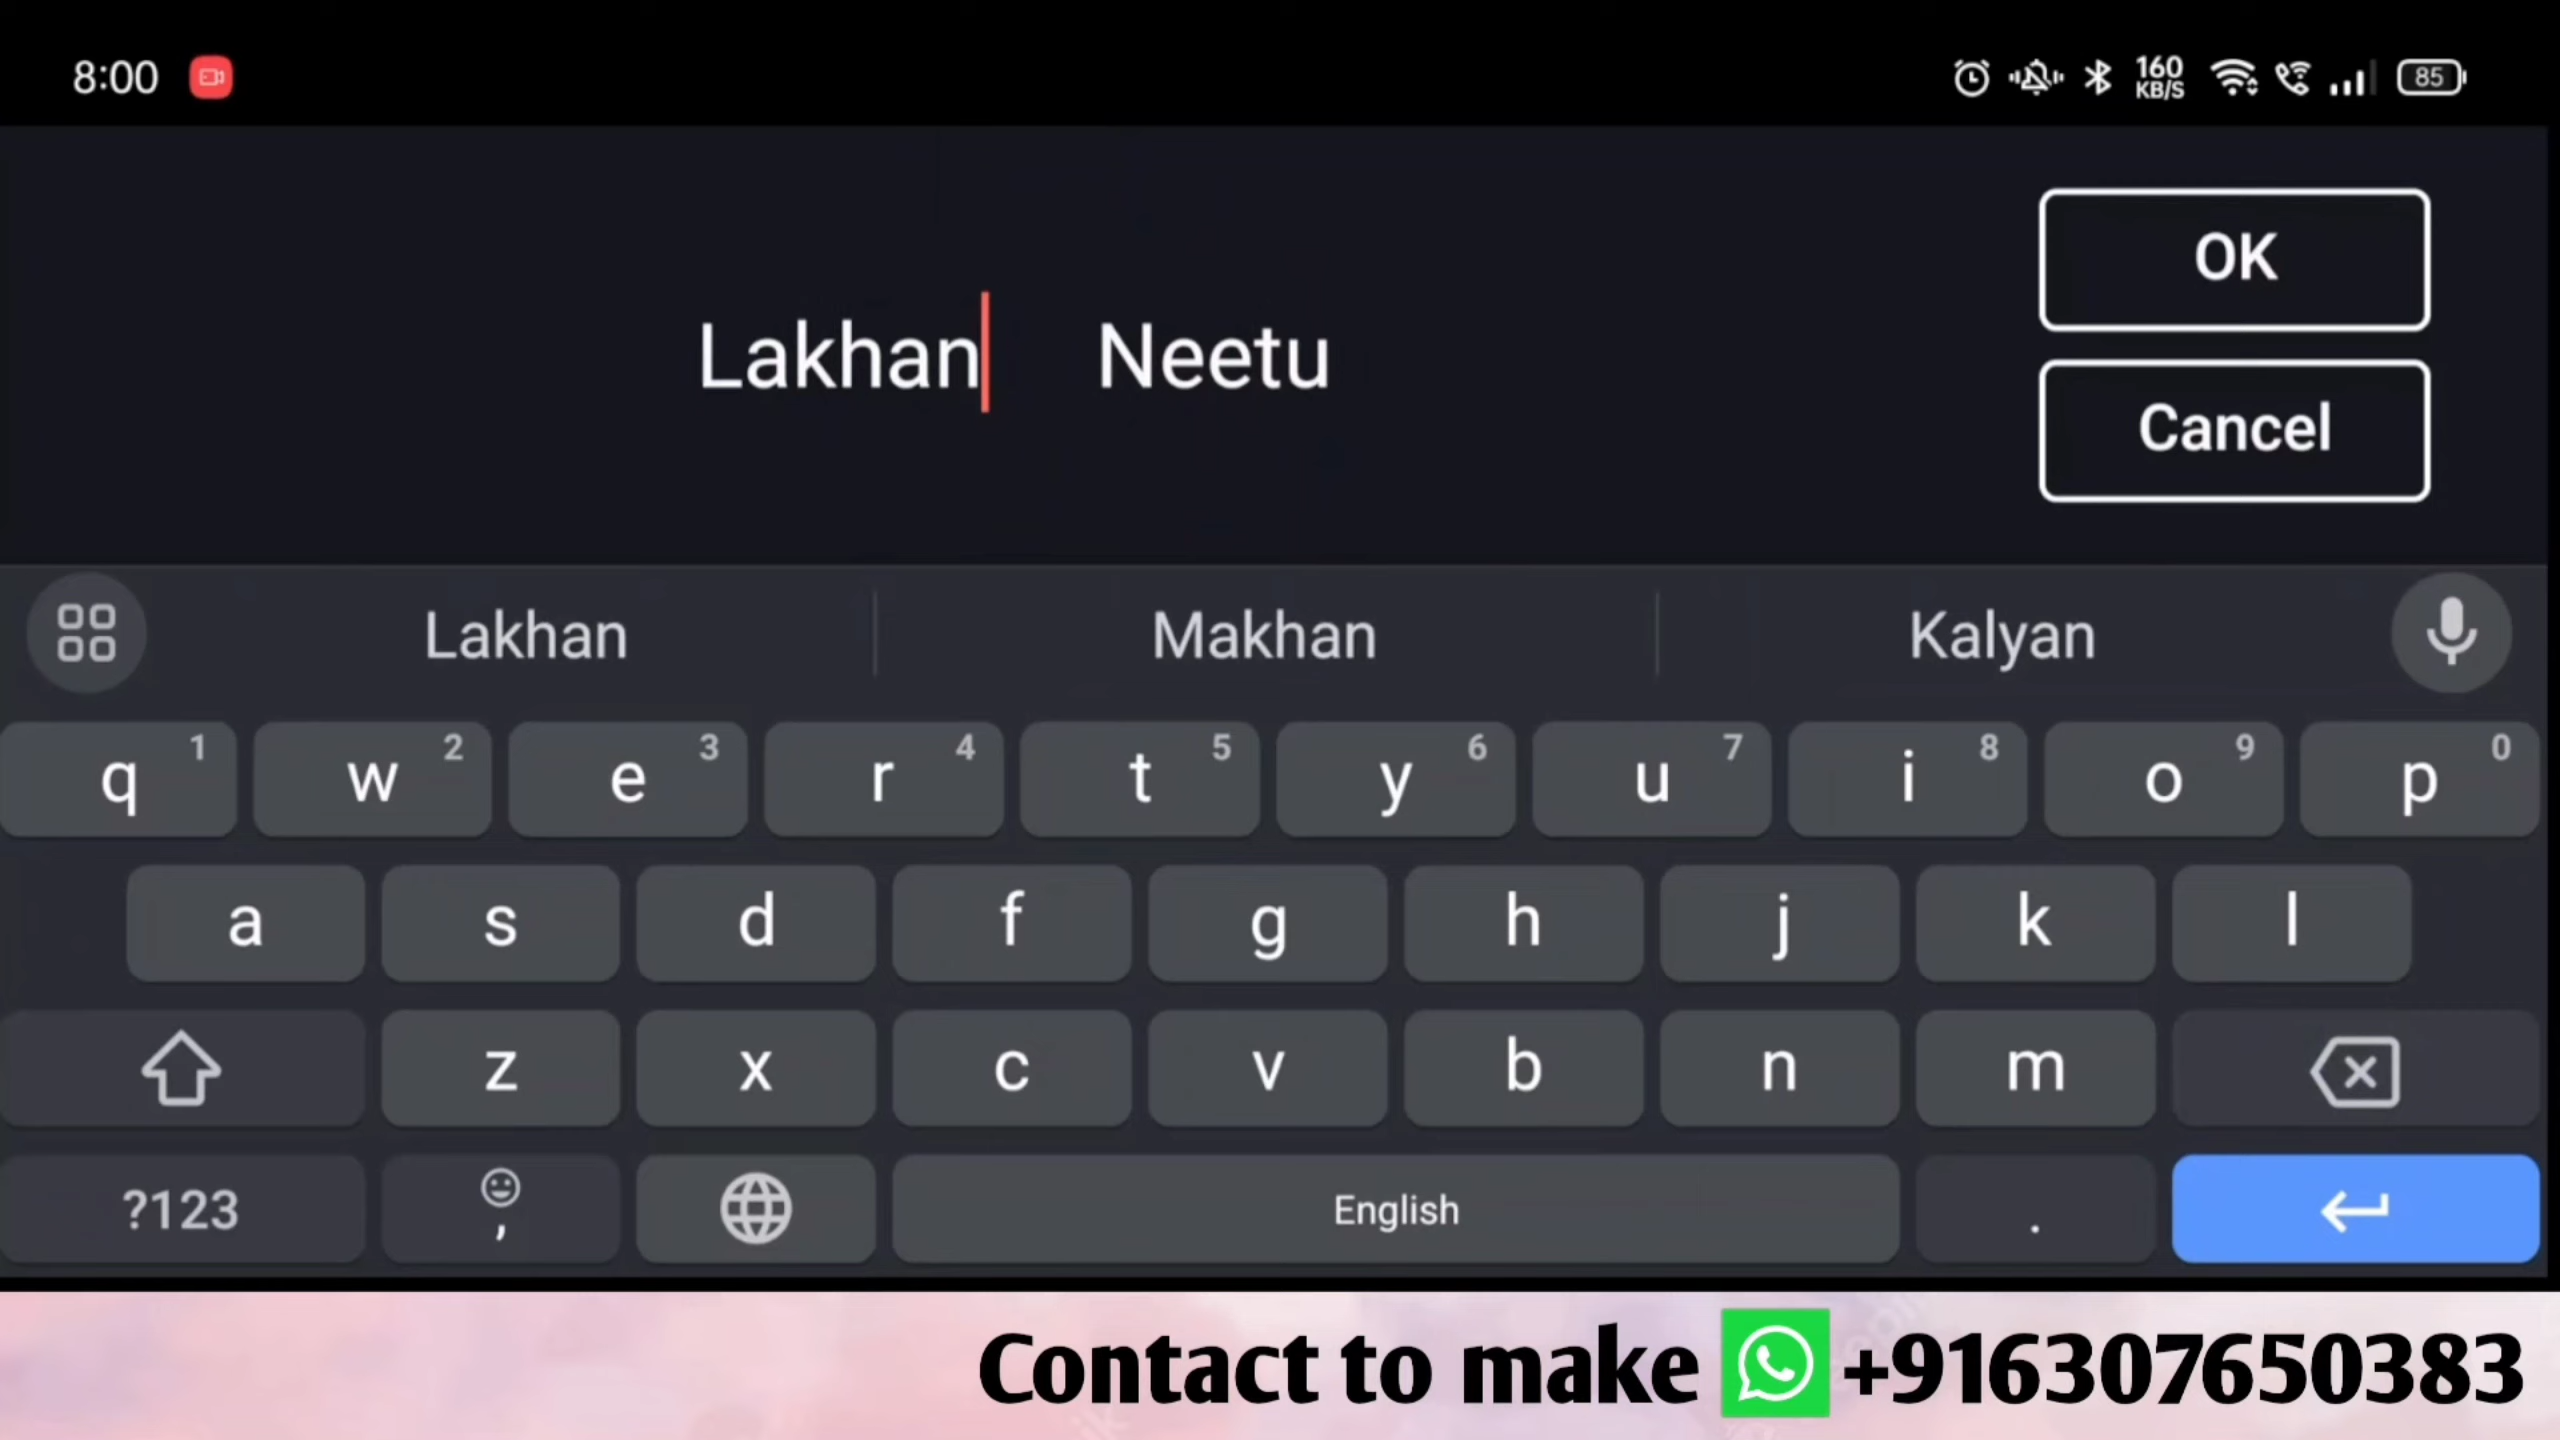 8:00 160 KB/S 85
OK
Lakhan Neetu
Cancel
Lakhan Makhan Kalyan
q 1 w 2 e 3 r 4 t 5 y 6 u 7 i 8 o 9 p 0
a s d f g h j k l
z x c v b n m
?123 , English .
Contact to make +916307650383